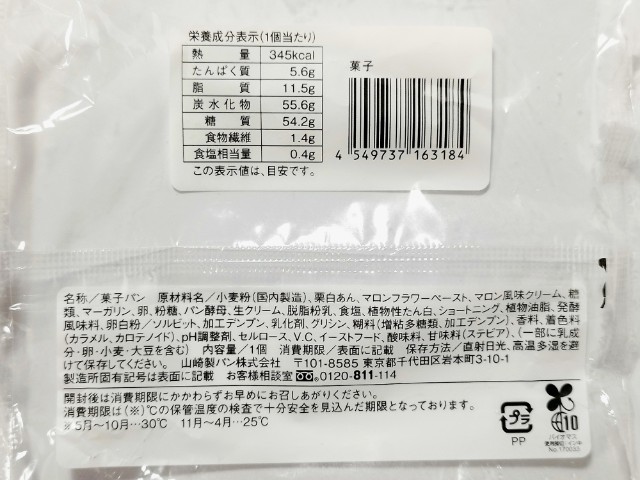 栄養成分表示(1個当たり)
熱量 345kcal
たんぱく質 5.6g
脂質 11.5g
炭水化物 55.6g
糖質 54.2g
食物繊維 1.4g
食塩相当量 0.4g
この表示値は、目安です。
菓子
4 549737 163184
名称/菓子パン 原材料名/小麦粉(国内製造)、栗白あん、マロンフラワーペースト、マロン風味クリーム、糖
類、マーガリン、卵、粉糖、パン酵母、生クリーム、脱脂粉乳、食塩、植物性たん白、ショートニング、植物油脂、発酵
風味料、卵白粉/ソルビット、加工デンプン、乳化剤、グリシン、糊料(増粘多糖類、加工デンプン)、香料、着色料
(カラメル、カロテノイド)、pH調整剤、セルロース、V.C、イーストフード、酸味料、甘味料(ステビア)、(一部に乳成
分・卵・小麦・大豆を含む) 内容量/1個 消費期限/表面に記載 保存方法/直射日光、高温多湿を避
けて保存してください。 山崎製パン株式会社 〒101-8585 東京都千代田区岩本町3-10-1
製造所固有記号は表面に記載 お客様相談室 0120-811-114
開封後は消費期限にかかわらずお早めにお召しあがりください。
消費期限は(※)℃の保管温度の検査で十分安全を見込んだ期限となっております。
※5月~10月…30℃ 11月~4月…25℃
プラ
PP
10
バイオマス
No.170033